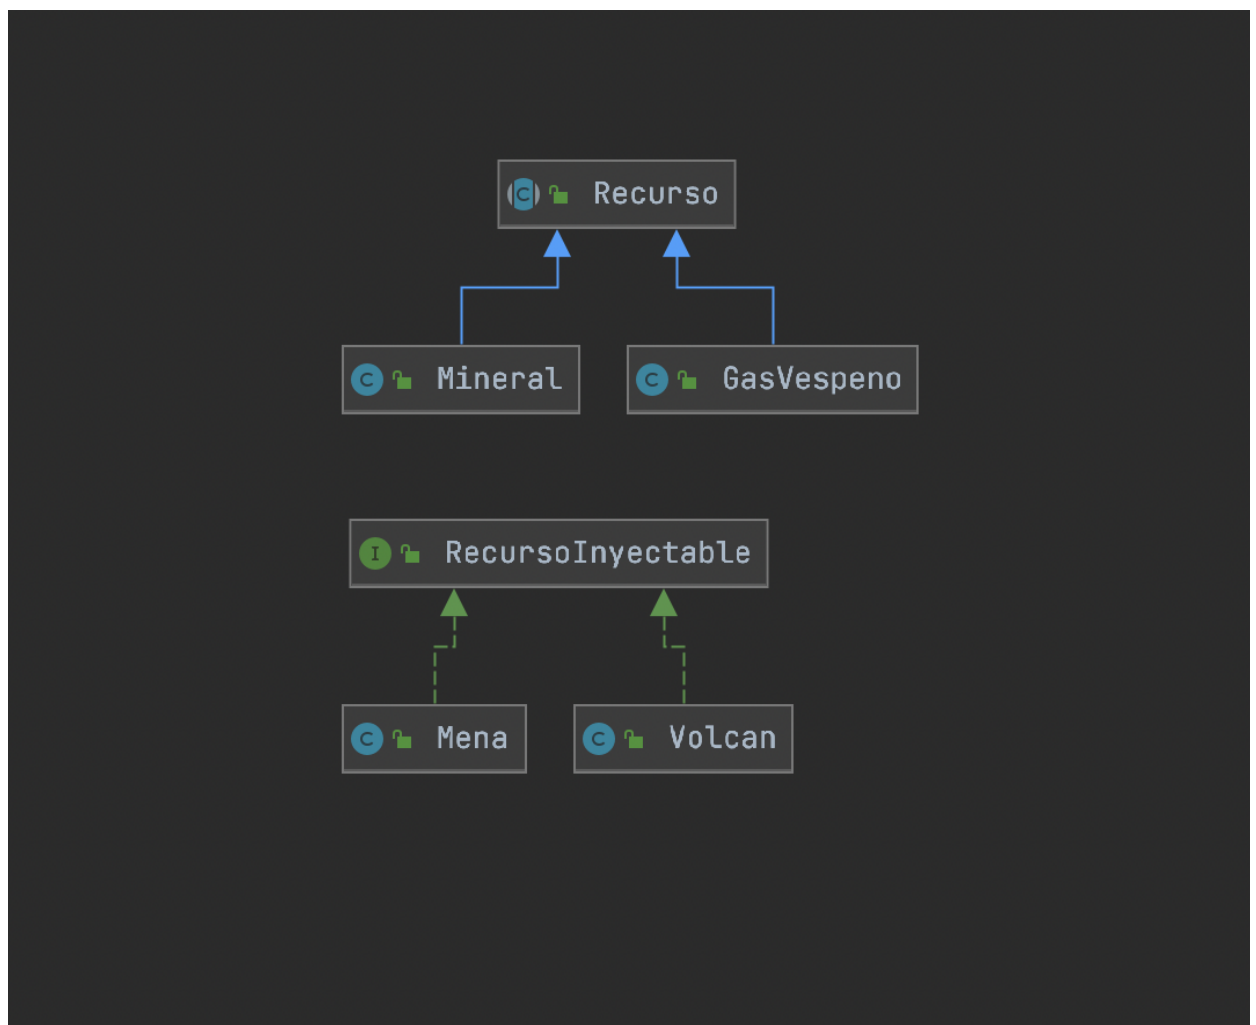 C Recurso
C Mineral
C GasVespeno
I RecursoInyectable
C Mena
C Volcan